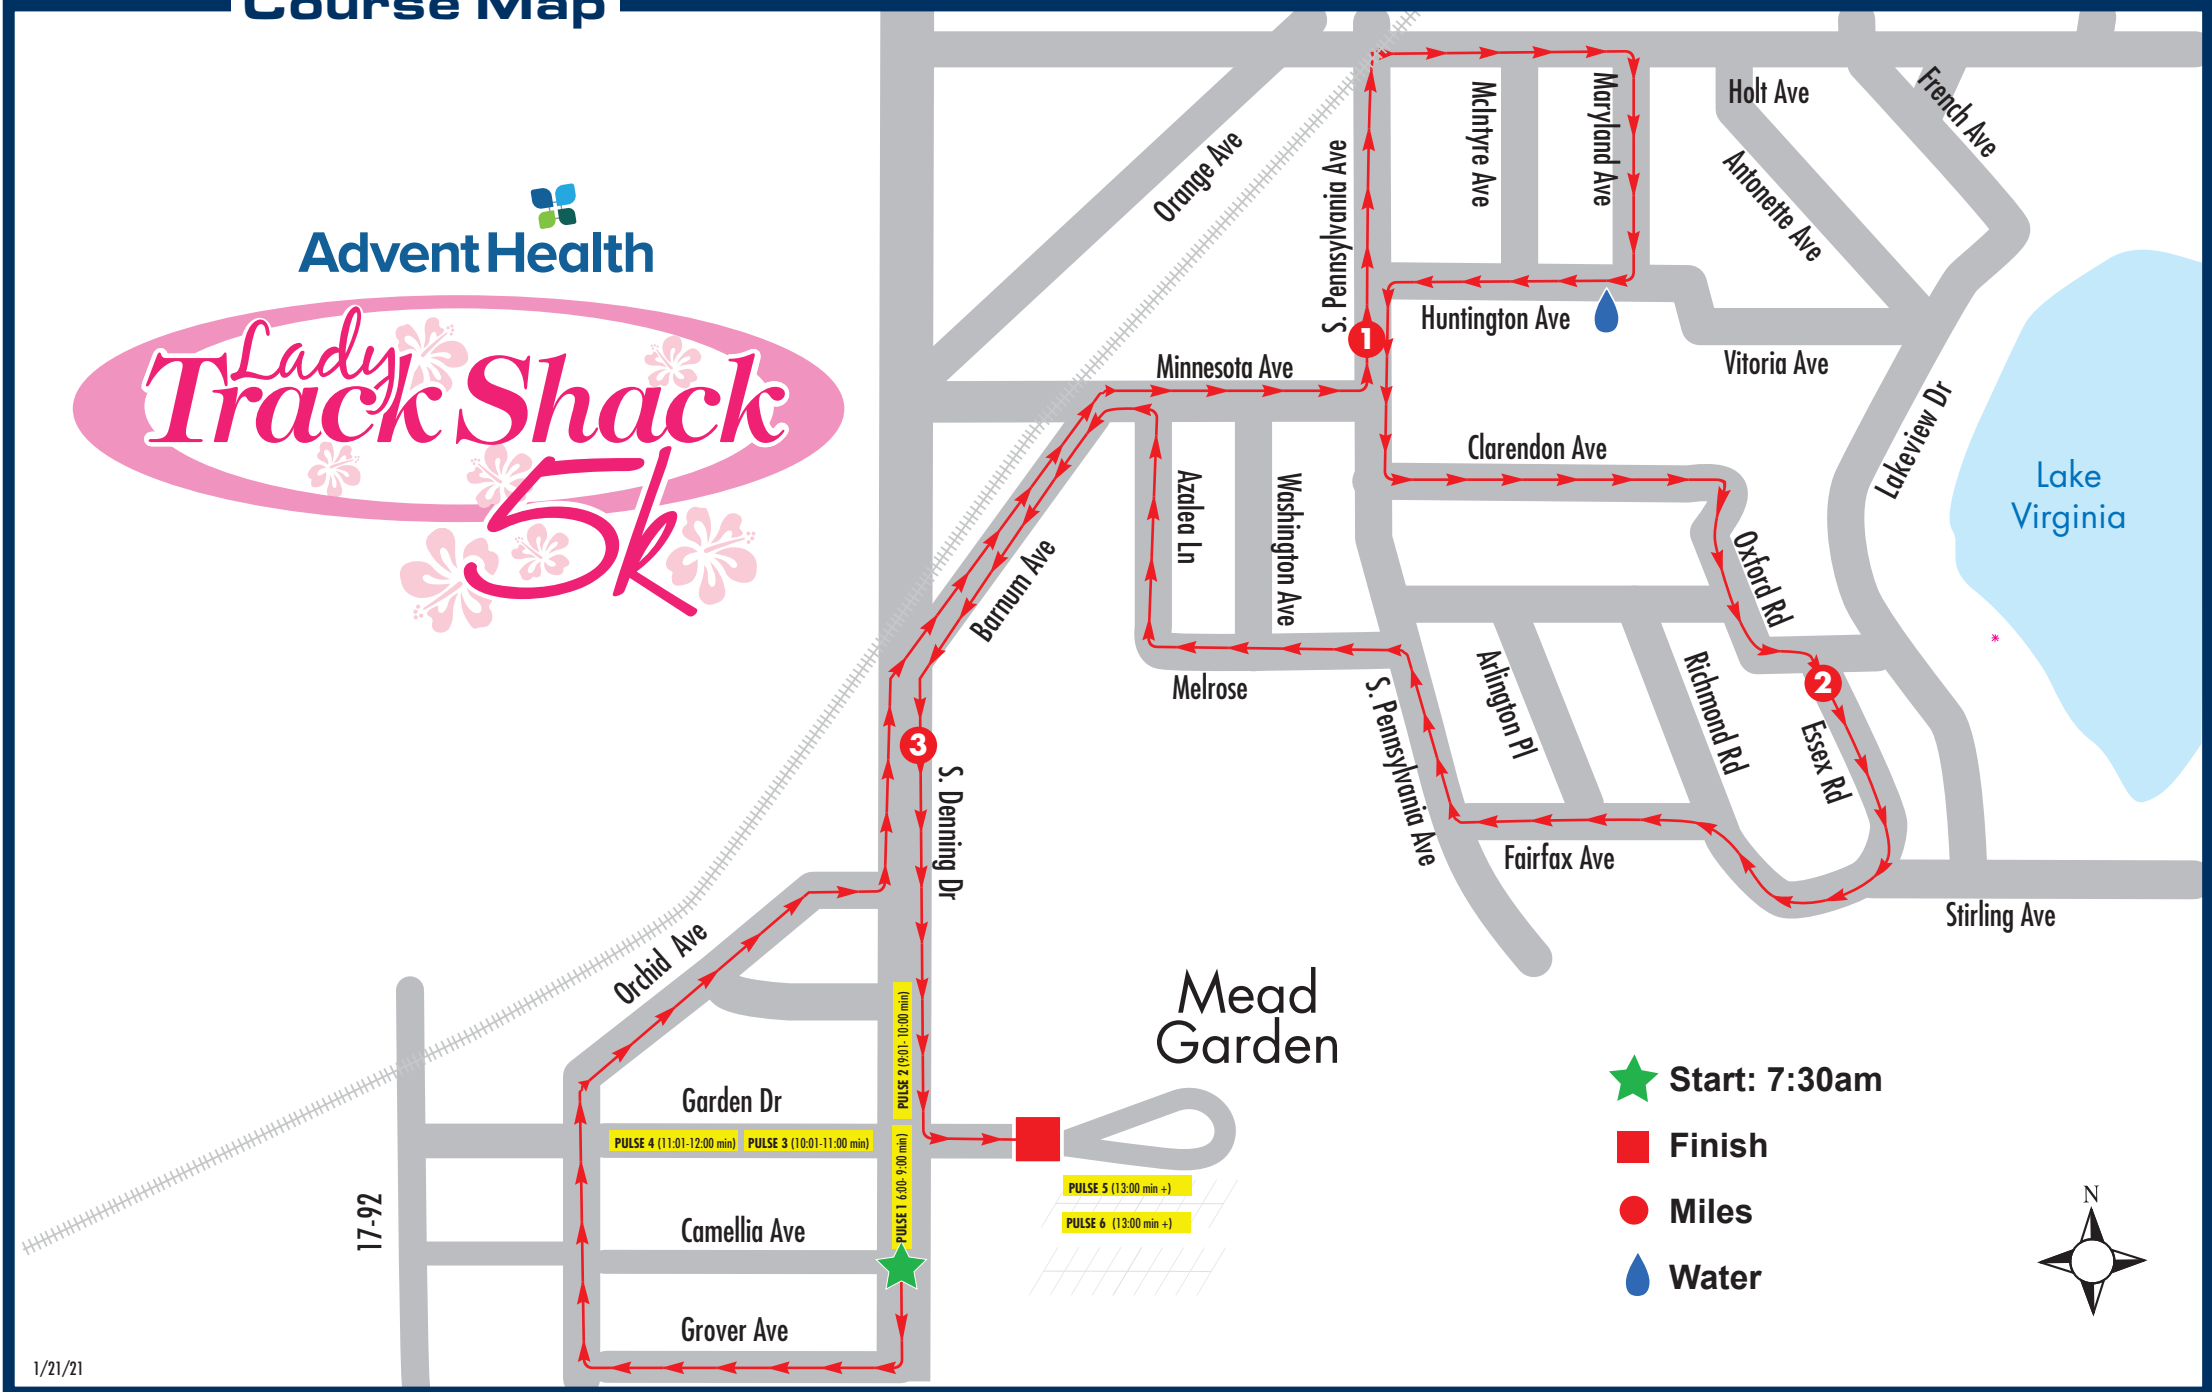 Course Map
AdventHealth
Lady
Track Shack
5k
Orange Ave
S. Pennsylvania Ave
McIntyre Ave
Maryland Ave
Holt Ave
French Ave
Antonette Ave
Huntington Ave
Vitoria Ave
1
Minnesota Ave
Lakeview Dr
Clarendon Ave
Lake
Virginia
Azalea Ln
Washington Ave
Barnum Ave
Oxford Rd
Melrose
S. Pennsylvania Ave
Arlington Pl
Richmond Rd
2
Essex Rd
3
S. Denning Dr
Fairfax Ave
Stirling Ave
Orchid Ave
Mead
Garden
PULSE 2 (9:01- 10:00 min)
Garden Dr
PULSE 4 (11:01-12:00 min)
PULSE 3 (10:01-11:00 min)
PULSE 1 6:00- 9:00 min)
PULSE 5 (13:00 min +)
PULSE 6 (13:00 min +)
17-92
Camellia Ave
Grover Ave
Start: 7:30am
Finish
Miles
Water
N
1/21/21